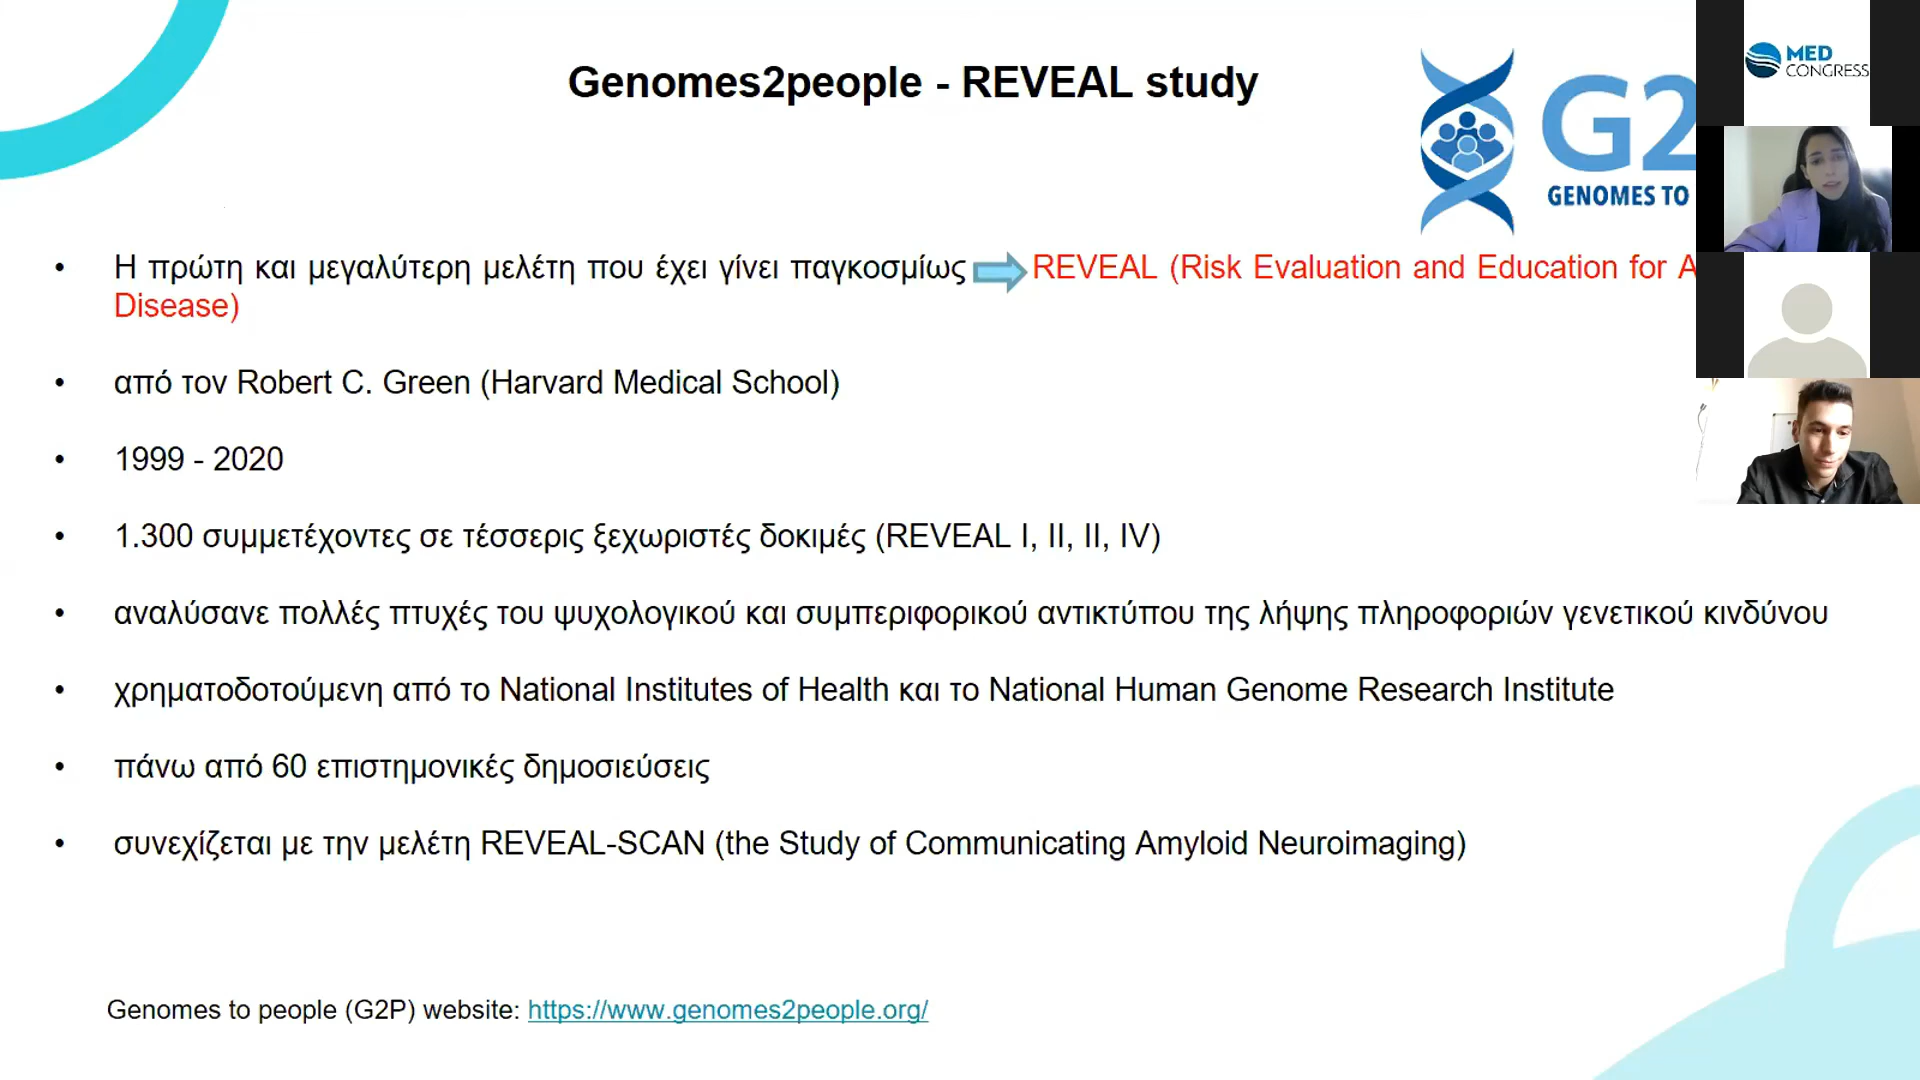 Genomes2people - REVEAL study
G2
GENOMES TO
MED
CONGRESS
• Η πρώτη και μεγαλύτερη μελέτη που έχει γίνει παγκοσμίως REVEAL (Risk Evaluation and Education for A
Disease)
• από τον Robert C. Green (Harvard Medical School)
• 1999 - 2020
• 1.300 συμμετέχοντες σε τέσσερις ξεχωριστές δοκιμές (REVEAL I, II, II, IV)
• αναλύσανε πολλές πτυχές του ψυχολογικού και συμπεριφορικού αντικτύπου της λήψης πληροφοριών γενετικού κινδύνου
• χρηματοδοτούμενη από το National Institutes of Health και το National Human Genome Research Institute
• πάνω από 60 επιστημονικές δημοσιεύσεις
• συνεχίζεται με την μελέτη REVEAL-SCAN (the Study of Communicating Amyloid Neuroimaging)
Genomes to people (G2P) website: https://www.genomes2people.org/